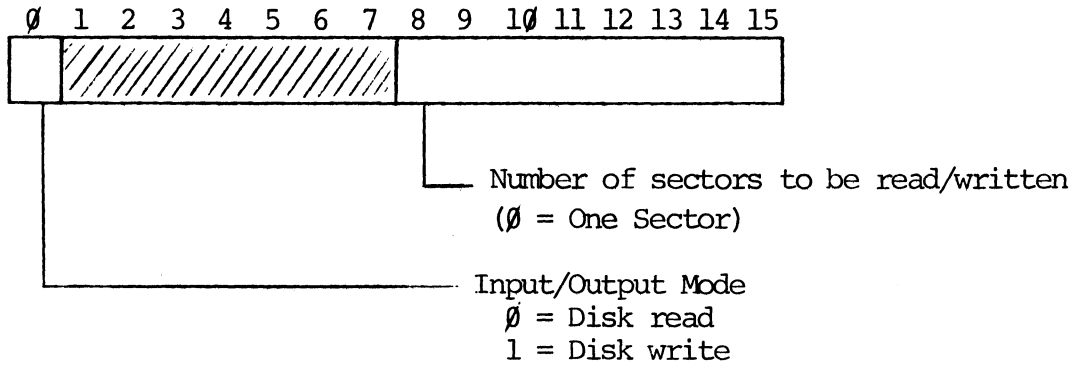 Ø 1 2 3 4 5 6 7 8 9 1Ø 11 12 13 14 15
Number of sectors to be read/written
(Ø = One Sector)
Input/Output Mode
Ø = Disk read
1 = Disk write